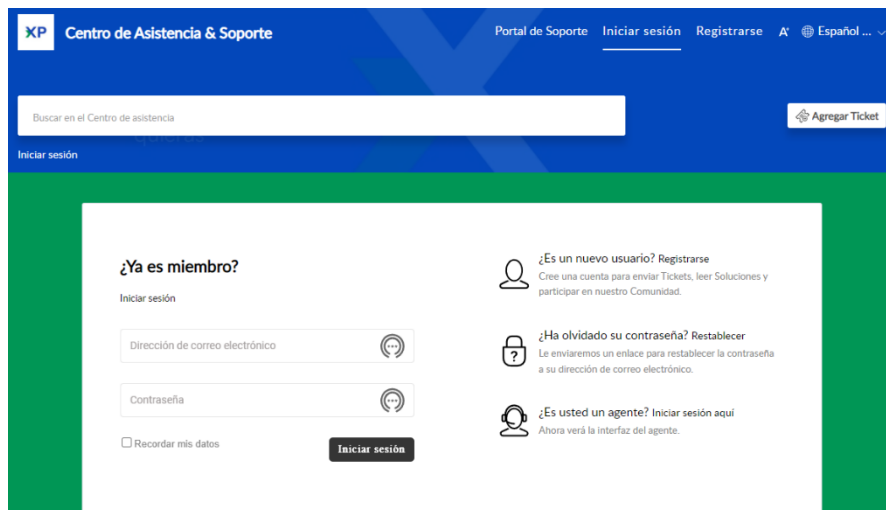 XP Centro de Asistencia & Soporte
Portal de Soporte Iniciar sesión Registrarse A+ Español ...
Buscar en el Centro de asistencia
Agregar Ticket
quieras
Iniciar sesión
¿Ya es miembro?
Iniciar sesión
Dirección de correo electrónico
Contraseña
Recordar mis datos
Iniciar sesión
¿Es un nuevo usuario? Registrarse
Cree una cuenta para enviar Tickets, leer Soluciones y
participar en nuestro Comunidad.
¿Ha olvidado su contraseña? Restablecer
Le enviaremos un enlace para restablecer la contraseña
a su dirección de correo electrónico.
¿Es usted un agente? Iniciar sesión aquí
Ahora verá la interfaz del agente.